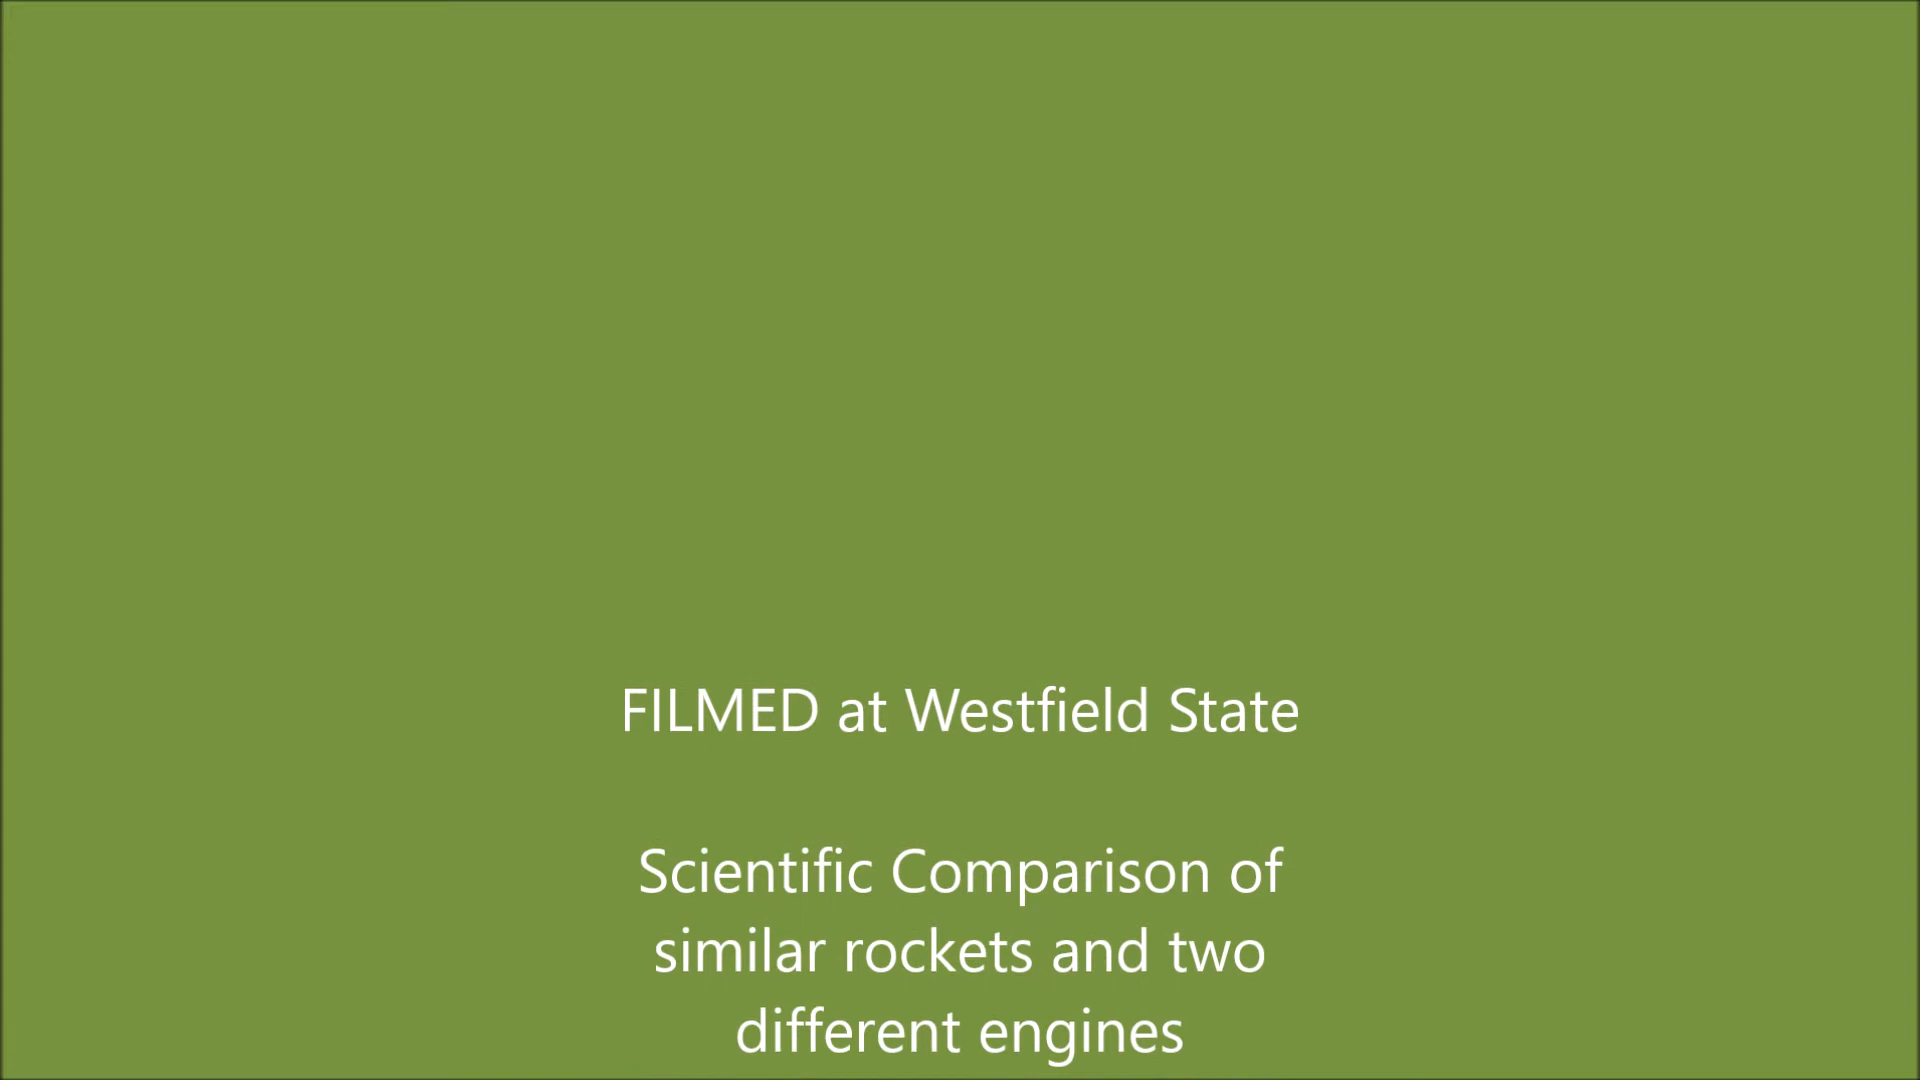 FILMED at Westfield State
Scientific Comparison of
similar rockets and two
different engines